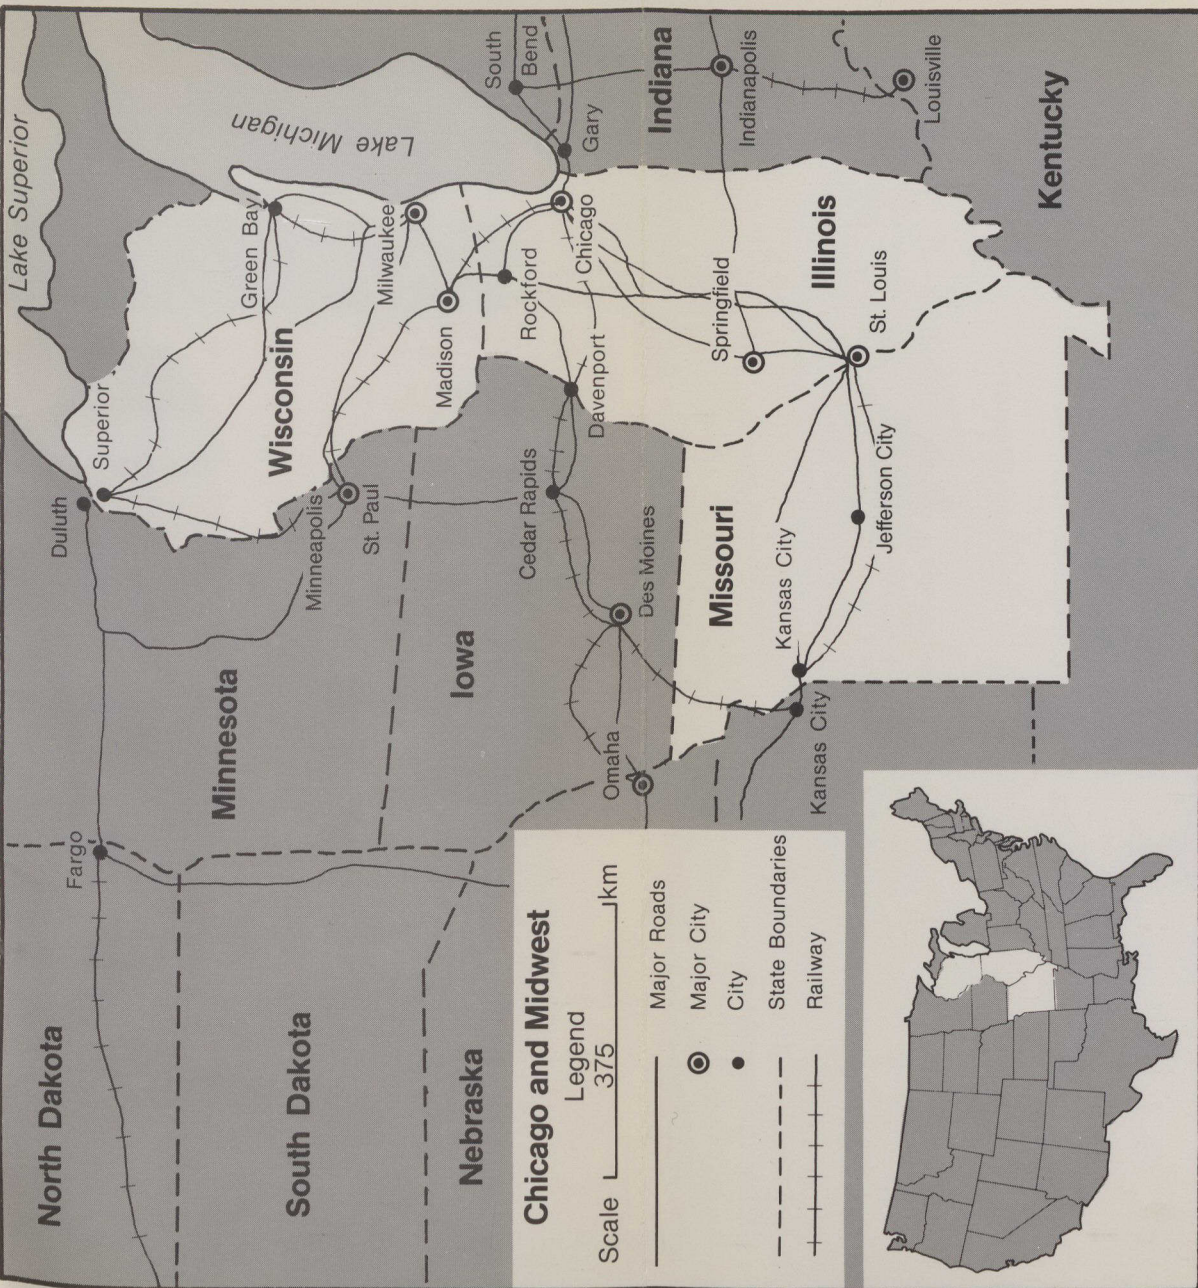 Lake Superior
North Dakota
Fargo
Duluth
Superior
Green Bay
Lake Michigan
Minnesota
Wisconsin
Minneapolis
St. Paul
Milwaukee
South Dakota
Madison
Iowa
South
Bend
Nebraska
Cedar Rapids
Rockford
Chicago
Gary
Davenport
Omaha
Des Moines
Indiana
Missouri
Springfield
Indianapolis
Kansas City
Kansas City
Illinois
Jefferson City
St. Louis
Louisville
Kentucky
Chicago and Midwest
Legend
Scale 375 km
Major Roads
Major City
City
State Boundaries
Railway